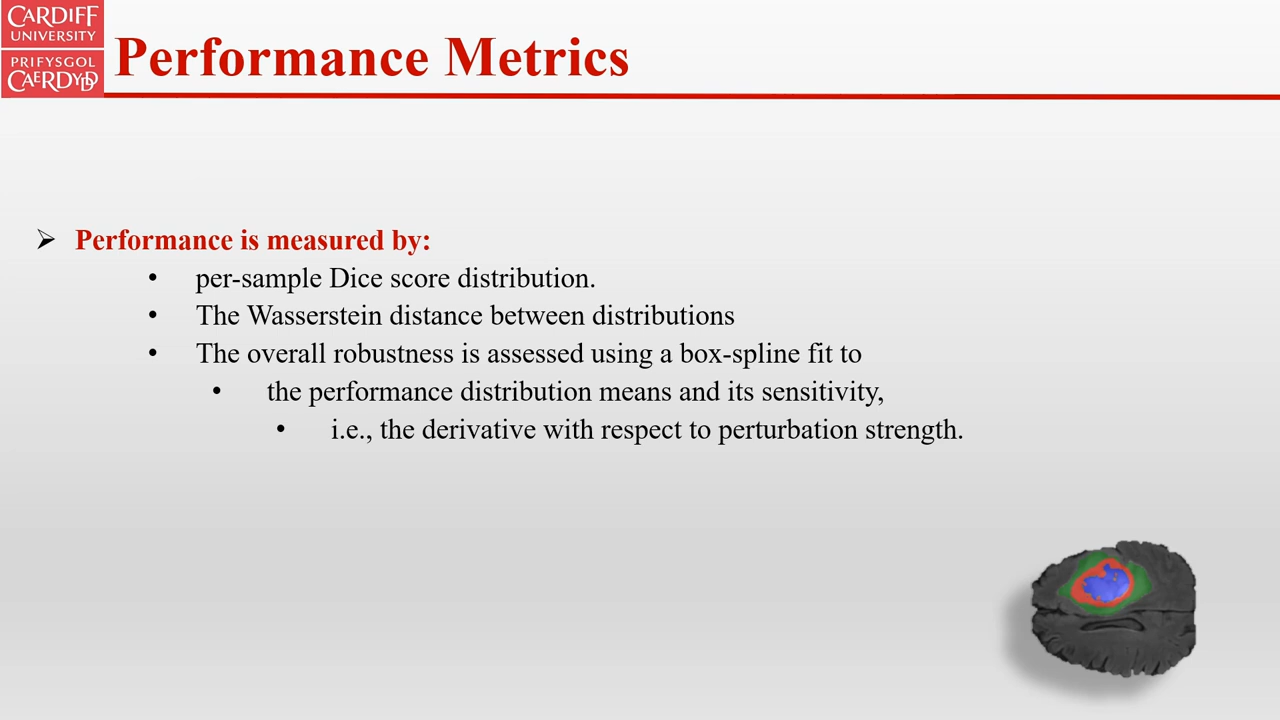 CARDIFF
UNIVERSITY
PRIFYSGOL
CAERDYDD
Performance Metrics
Performance is measured by:
per-sample Dice score distribution.
The Wasserstein distance between distributions
The overall robustness is assessed using a box-spline fit to
the performance distribution means and its sensitivity,
i.e., the derivative with respect to perturbation strength.